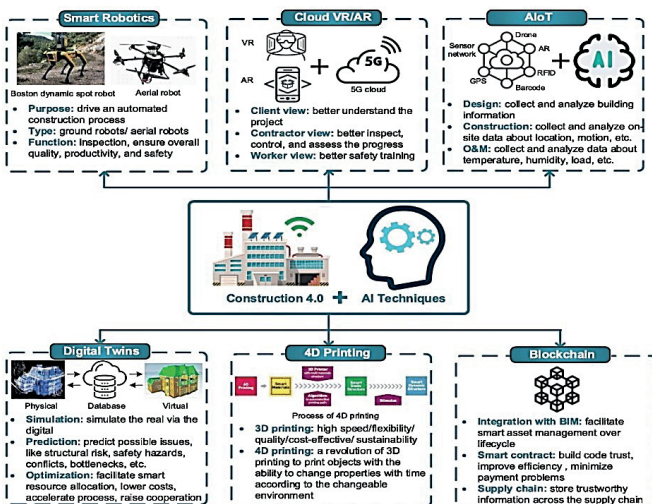 Smart Robotics
Boston dynamic spot robot
Aerial robot
• Purpose: drive an automated
construction process
• Type: ground robots/ aerial robots
• Function: inspection, ensure overall
quality, productivity, and safety
Cloud VR/AR
VR
AR
5G
5G cloud
• Client view: better understand the
project
• Contractor view: better inspect,
control, and assess the progress
• Worker view: better safety training
AIoT
Drone
Sensor
network
AR
RFID
GPS
Barcode
AI
• Design: collect and analyze building
information
• Construction: collect and analyze on-
site data about location, motion, etc.
• O&M: collect and analyze data about
temperature, humidity, load, etc.
Construction 4.0 + AI Techniques
Digital Twins
Physical
Database
Virtual
• Simulation: simulate the real via the
digital
• Prediction: predict possible issues,
like structural risk, safety hazards,
conflicts, bottlenecks, etc.
• Optimization: facilitate smart
resource allocation, lower costs,
accelerate process, raise cooperation
4D Printing
4D
Printing
Smart
3D Printer
Algorithm
Smart
Stimulus
Smart
Process of 4D printing
• 3D printing: high speed/flexibility/
quality/cost-effective/ sustainability
• 4D printing: a revolution of 3D
printing to print objects with the
ability to change properties with time
according to the changeable
environment
Blockchain
• Integration with BIM: facilitate
smart asset management over
lifecycle
• Smart contract: build code trust,
improve efficiency , minimize
payment problems
• Supply chain: store trustworthy
information across the supply chain